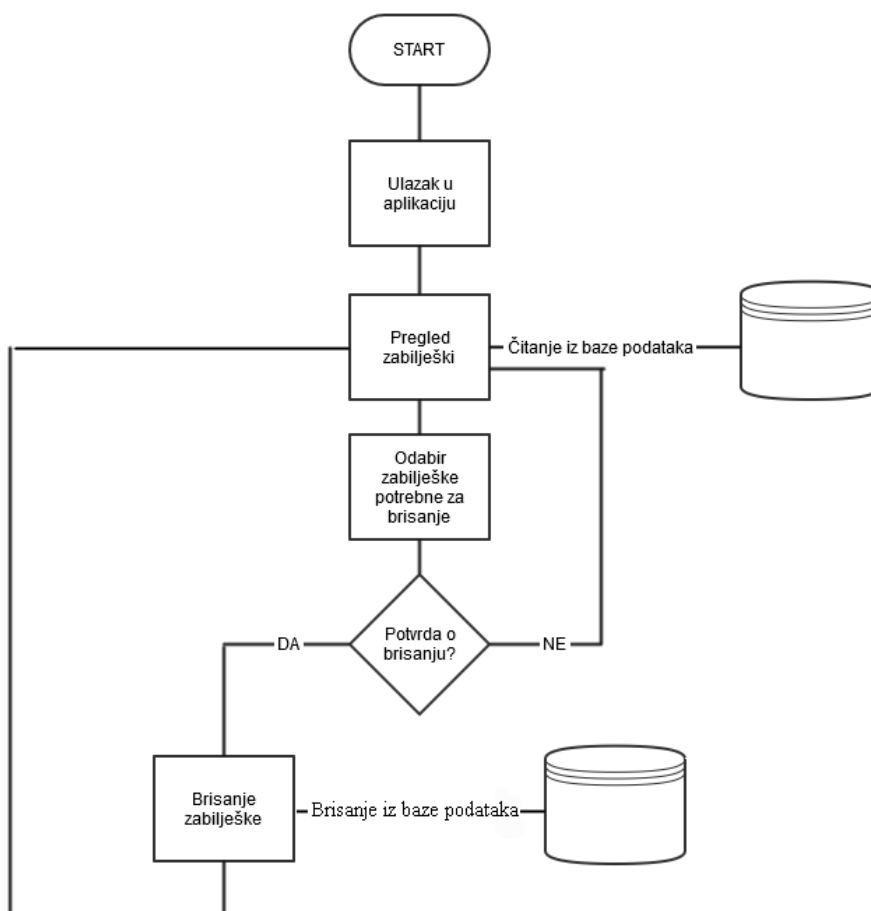 START
Ulazak u
aplikaciju
Pregled
zabilješki
Čitanje iz baze podataka
Odabir
zabilješke
potrebne za
brisanje
Potvrda o
brisanju?
DA
NE
Brisanje
zabilješke
Brisanje iz baze podataka